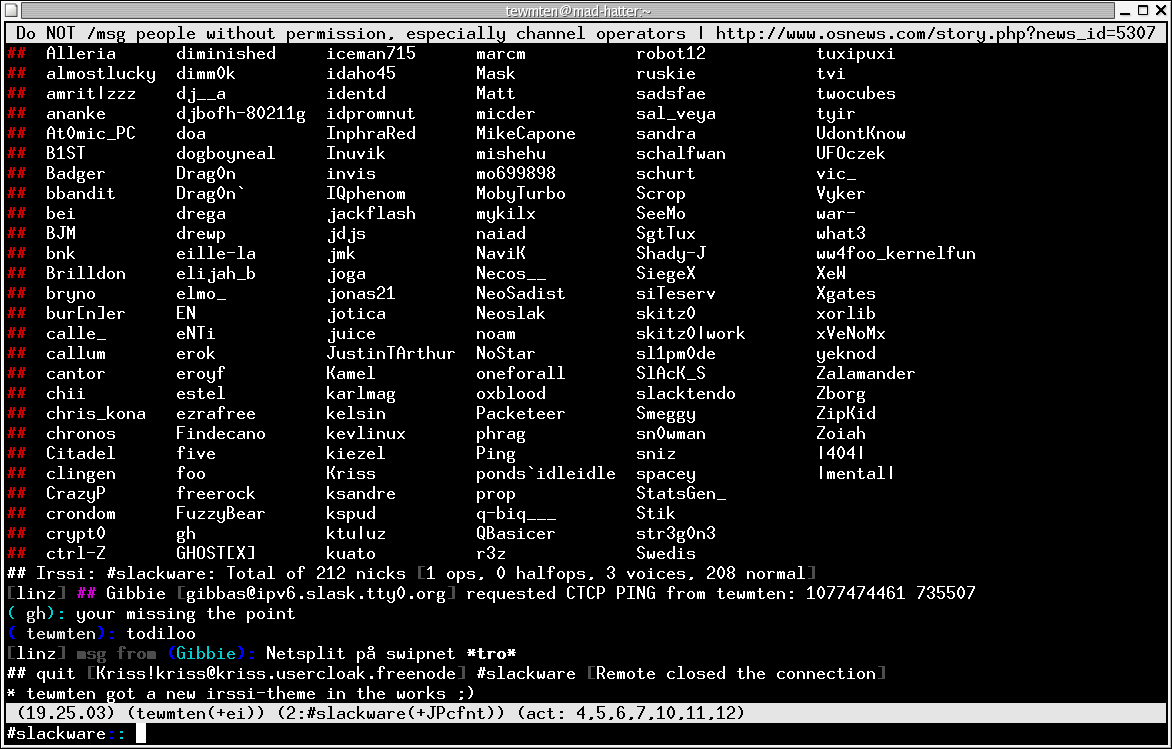 tewmten@mad-hatter:~
Do NOT /msg people without permission, especially channel operators | http://www.osnews.com/story.php?news_id=5307
## Alleria diminished iceman715 marcm robot12 tuxipuxi
## almostlucky dimm0k idaho45 Mask ruskie tvi
## amrit|zzz dj__a identd Matt sadsfae twocubes
## ananke djbofh-80211g idpromnut micder sal_veya tyir
## At0mic_PC doa InphraRed MikeCapone sandra UdontKnow
## B1ST dogboyneal Inuvik mishehu schalfwan UFOczek
## Badger Drag0n invis mo699898 schurt vic_
## bbandit Drag0n` IQphenom MobyTurbo Scrop Vyker
## bei drega jackflash mykilx SeeMo war-
## BJM drewp jdjs naiad SgtTux what3
## bnk eille-la jmk NaviK Shady-J ww4foo_kernelfun
## Brilldon elijah_b joga Necos__ SiegeX XeW
## bryno elmo_ jonas21 NeoSadist siTeserv Xgates
## bur[n]er EN jotica Neoslak skitz0 xorlib
## calle_ eNTi juice noam skitz0|work xVeNoMx
## callum erok JustinTArthur NoStar sl1pm0de yeknod
## cantor eroyf Kamel oneforall SlAcK_S Zalamander
## chii estel karlmag oxblood slacktendo Zborg
## chris_kona ezrafree kelsin Packeteer Smeggy ZipKid
## chronos Findecano kevlinux phrag sn0wman Zoiah
## Citadel five kiezel Ping sniz |404|
## clingen foo Kriss ponds`idleidle spacey |mental|
## CrazyP freerock ksandre prop StatsGen_
## crondom FuzzyBear kspud q-biq___ Stik
## crypt0 gh ktu|uz QBasicer str3g0n3
## ctrl-Z GHOST[X] kuato r3z Swedis
## Irssi: #slackware: Total of 212 nicks [1 ops, 0 halfops, 3 voices, 208 normal]
[linz] ## Gibbie [gibbas@ipv6.slask.tty0.org] requested CTCP PING from tewmten: 1077474461 735507
( gh): your missing the point
( tewmten): todiloo
[linz] msg from (Gibbie): Netsplit på swipnet *tro*
## quit [Kriss!kriss@kriss.usercloak.freenode] #slackware [Remote closed the connection]
* tewmten got a new irssi-theme in the works ;)
(19.25.03) (tewmten(+ei)) (2:#slackware(+JPcfnt)) (act: 4,5,6,7,10,11,12)
#slackware::